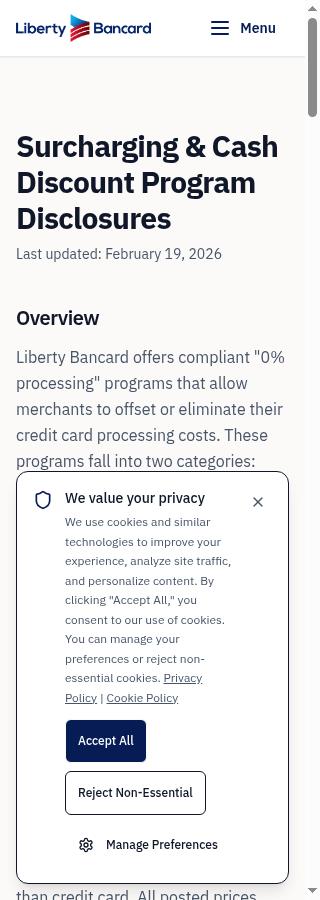 Liberty Bancard
Menu
Surcharging & Cash
Discount Program
Disclosures
Last updated: February 19, 2026
Overview
Liberty Bancard offers compliant "0%
processing" programs that allow
merchants to offset or eliminate their
credit card processing costs. These
programs fall into two categories:
We value your privacy
We use cookies and similar
technologies to improve your
experience, analyze site traffic,
and personalize content. By
clicking "Accept All," you
consent to our use of cookies.
You can manage your
preferences or reject non-
essential cookies. Privacy
Policy | Cookie Policy
Accept All
Reject Non-Essential
Manage Preferences
than credit card. All posted prices